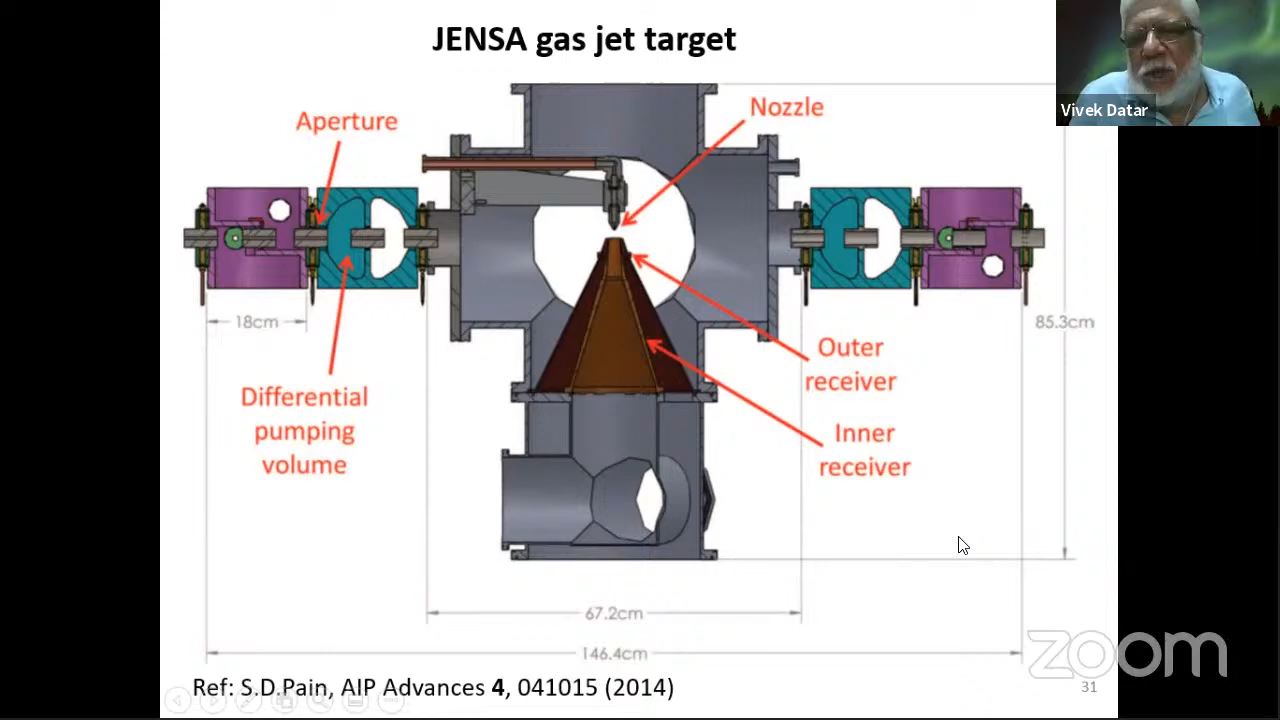 JENSA gas jet target
Vivek Datar
Aperture
Nozzle
18cm
85.3cm
Differential
pumping
volume
Outer
receiver
Inner
receiver
67.2cm
146.4cm
zoom
Ref: S.D.Pain, AIP Advances 4, 041015 (2014)
31